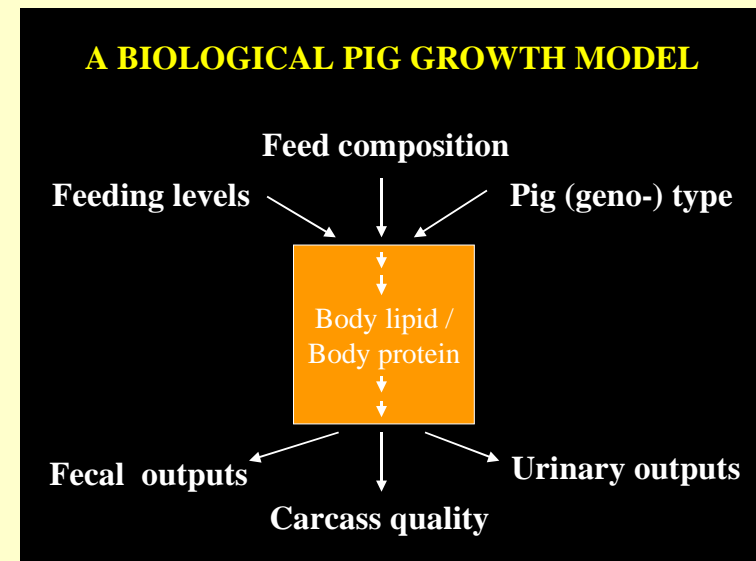 A BIOLOGICAL PIG GROWTH MODEL
Feed composition
Feeding levels
Pig (geno-) type
Body lipid /
Body protein
Fecal outputs
Urinary outputs
Carcass quality